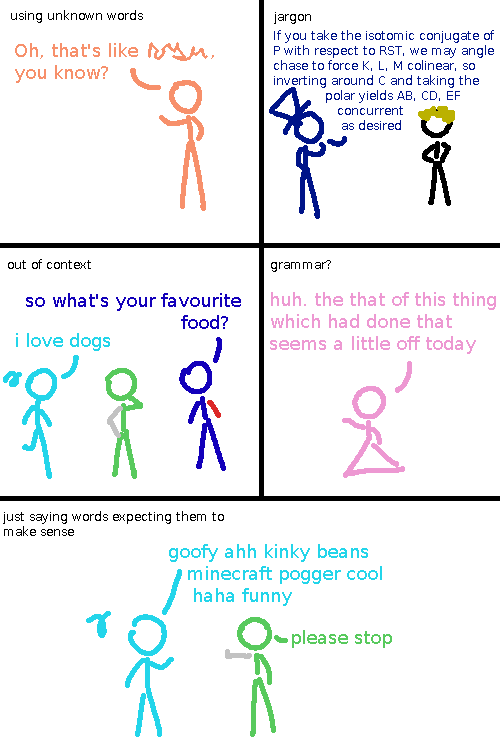 using unknown words
Oh, that's like ,
you know?
jargon
If you take the isotomic conjugate of
P with respect to RST, we may angle
chase to force K, L, M colinear, so
inverting around C and taking the
polar yields AB, CD, EF
concurrent
as desired
out of context
so what's your favourite
food?
i love dogs
grammar?
huh. the that of this thing
which had done that
seems a little off today
just saying words expecting them to
make sense
goofy ahh kinky beans
minecraft pogger cool
haha funny
please stop